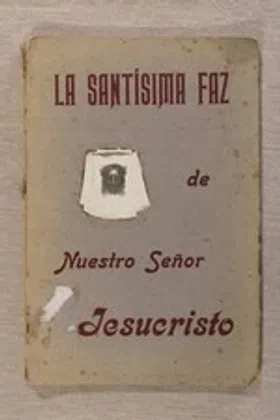 LA SANTÍSIMA FAZ
de
Nuestro Señor
Jesucristo